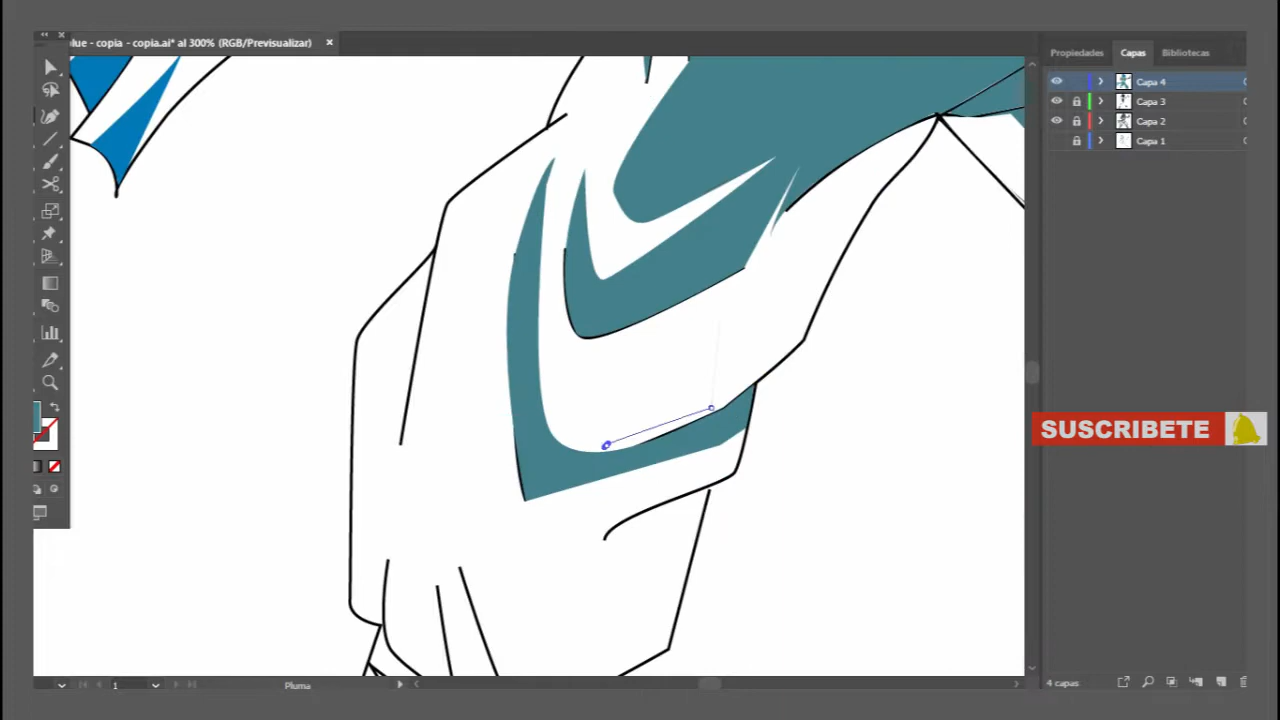 lue - copia - copia.ai* al 300% (RGB/Previsualizar)
Propiedades Capas Bibliotecas
Capa 4
Capa 3
Capa 2
Capa 1
SUSCRIBETE
1 Pluma 4 capas